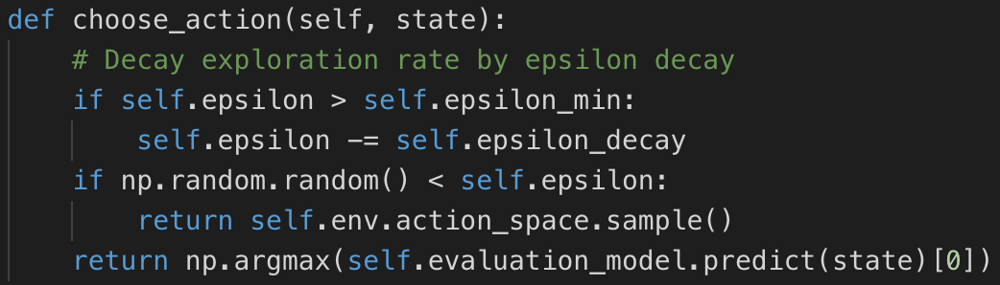 def choose_action(self, state):
    # Decay exploration rate by epsilon decay
    if self.epsilon > self.epsilon_min:
        self.epsilon -= self.epsilon_decay
    if np.random.random() < self.epsilon:
        return self.env.action_space.sample()
    return np.argmax(self.evaluation_model.predict(state)[0])